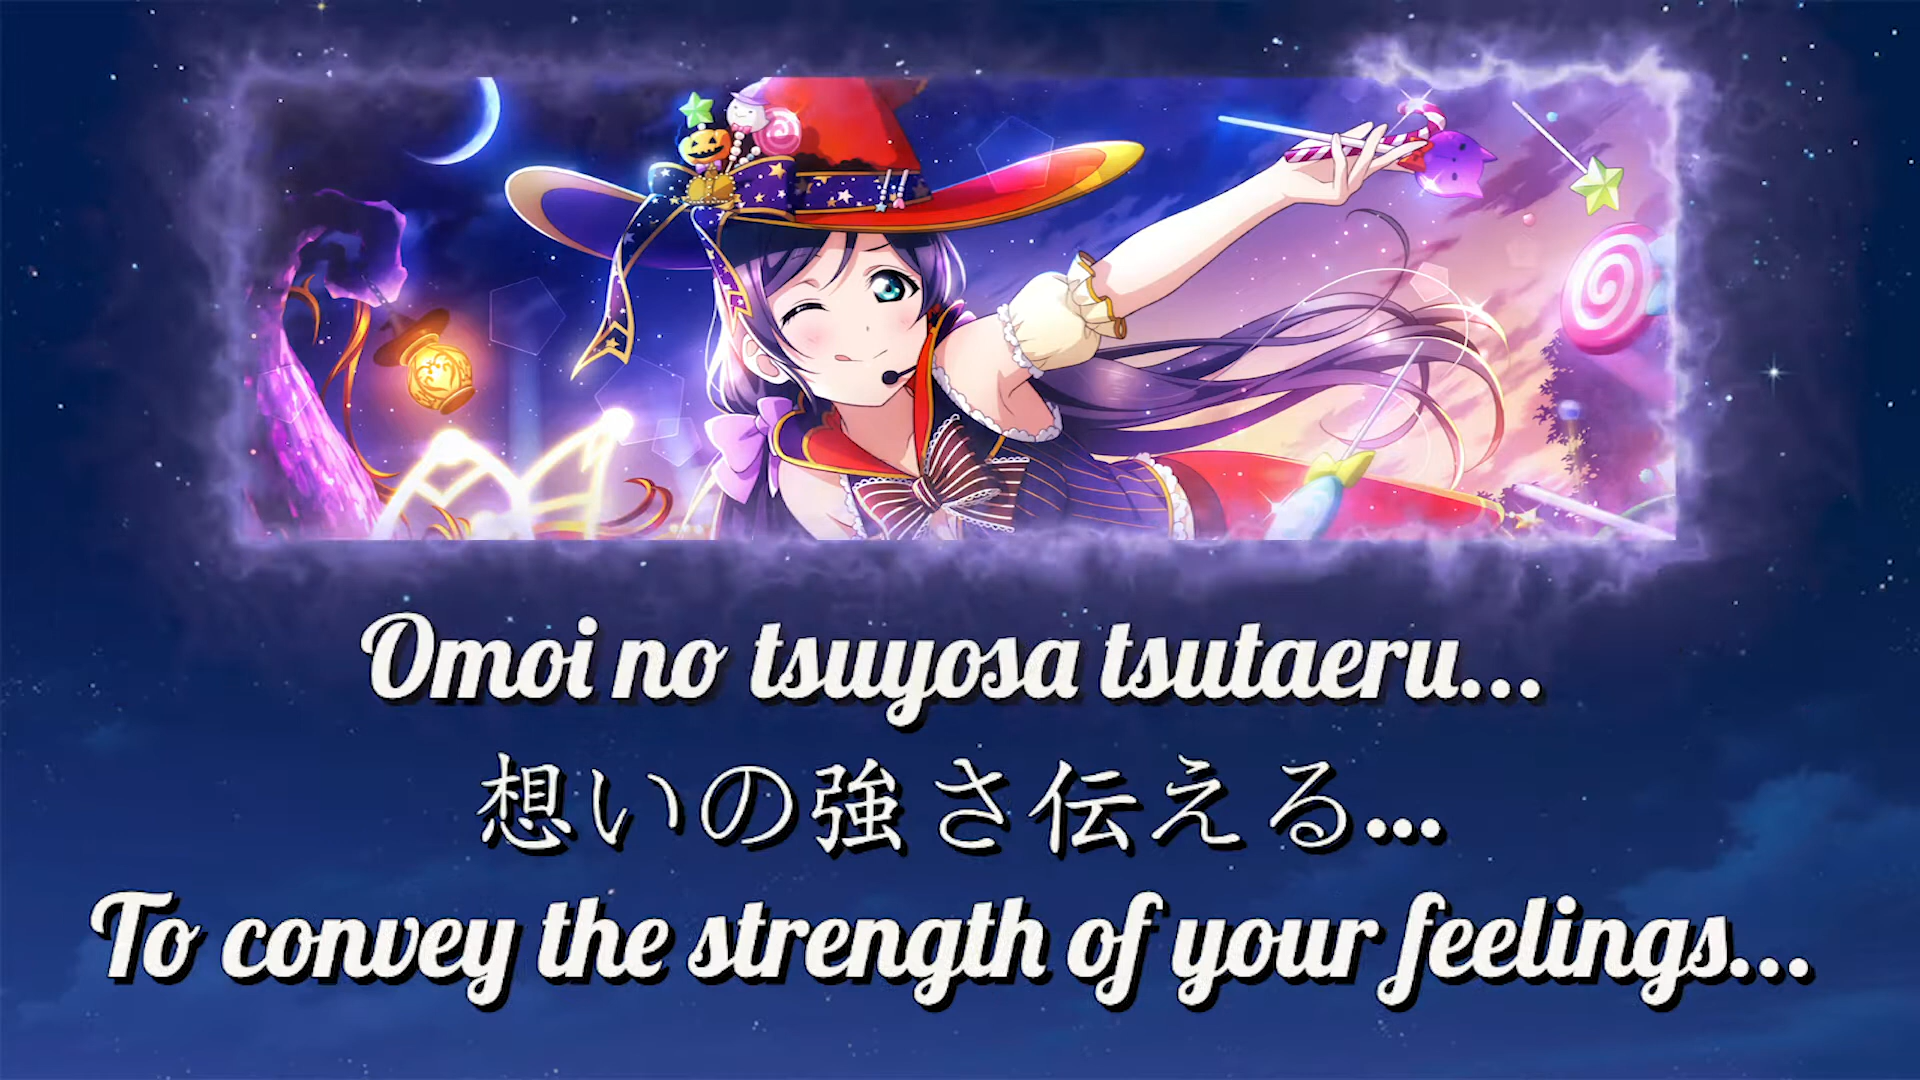 Omoi no tsuyosa tsutaeru...
想いの強さ伝える...
To convey the strength of your feelings...